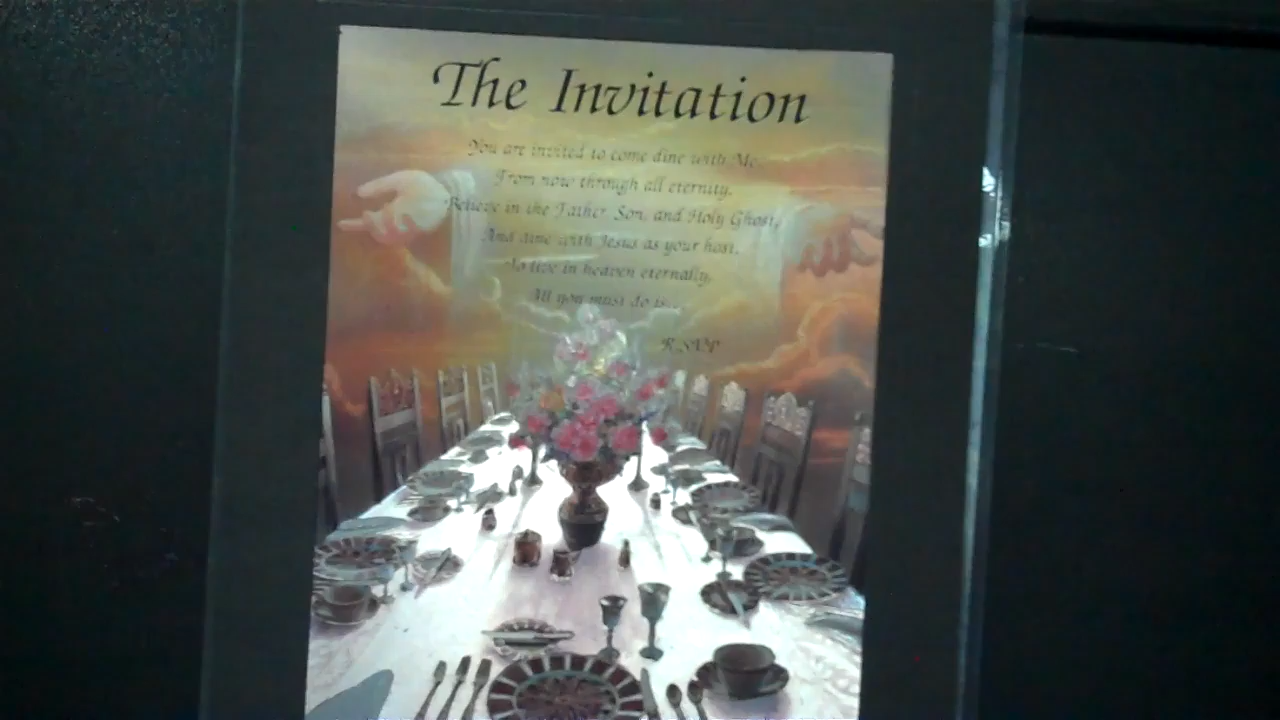 The Invitation
You are invited to come dine with Me
From now through all eternity.
Believe in the Father, Son, and Holy Ghost,
And dine with Jesus as your host.
To live in heaven eternally,
All you must do is...
R.S.V.P